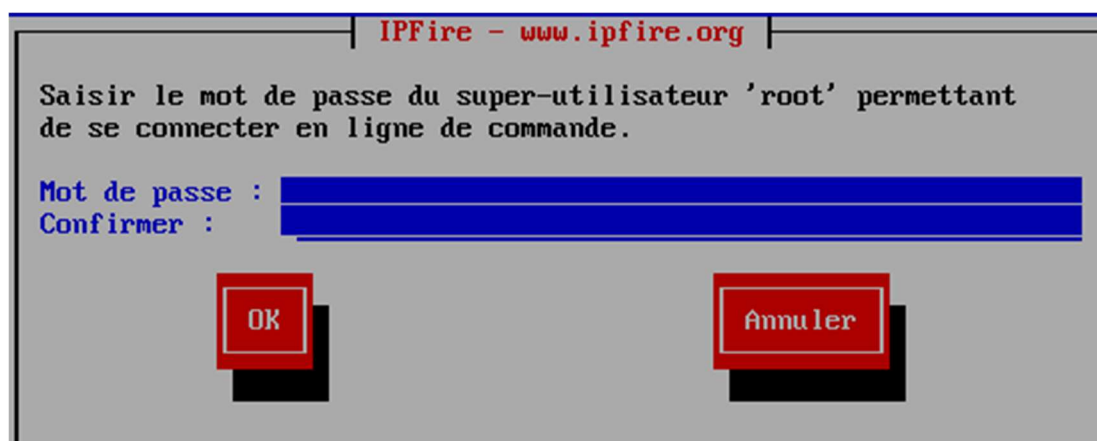 IPFire - www.ipfire.org
Saisir le mot de passe du super-utilisateur 'root' permettant
de se connecter en ligne de commande.
Mot de passe :
Confirmer :
OK Annuler